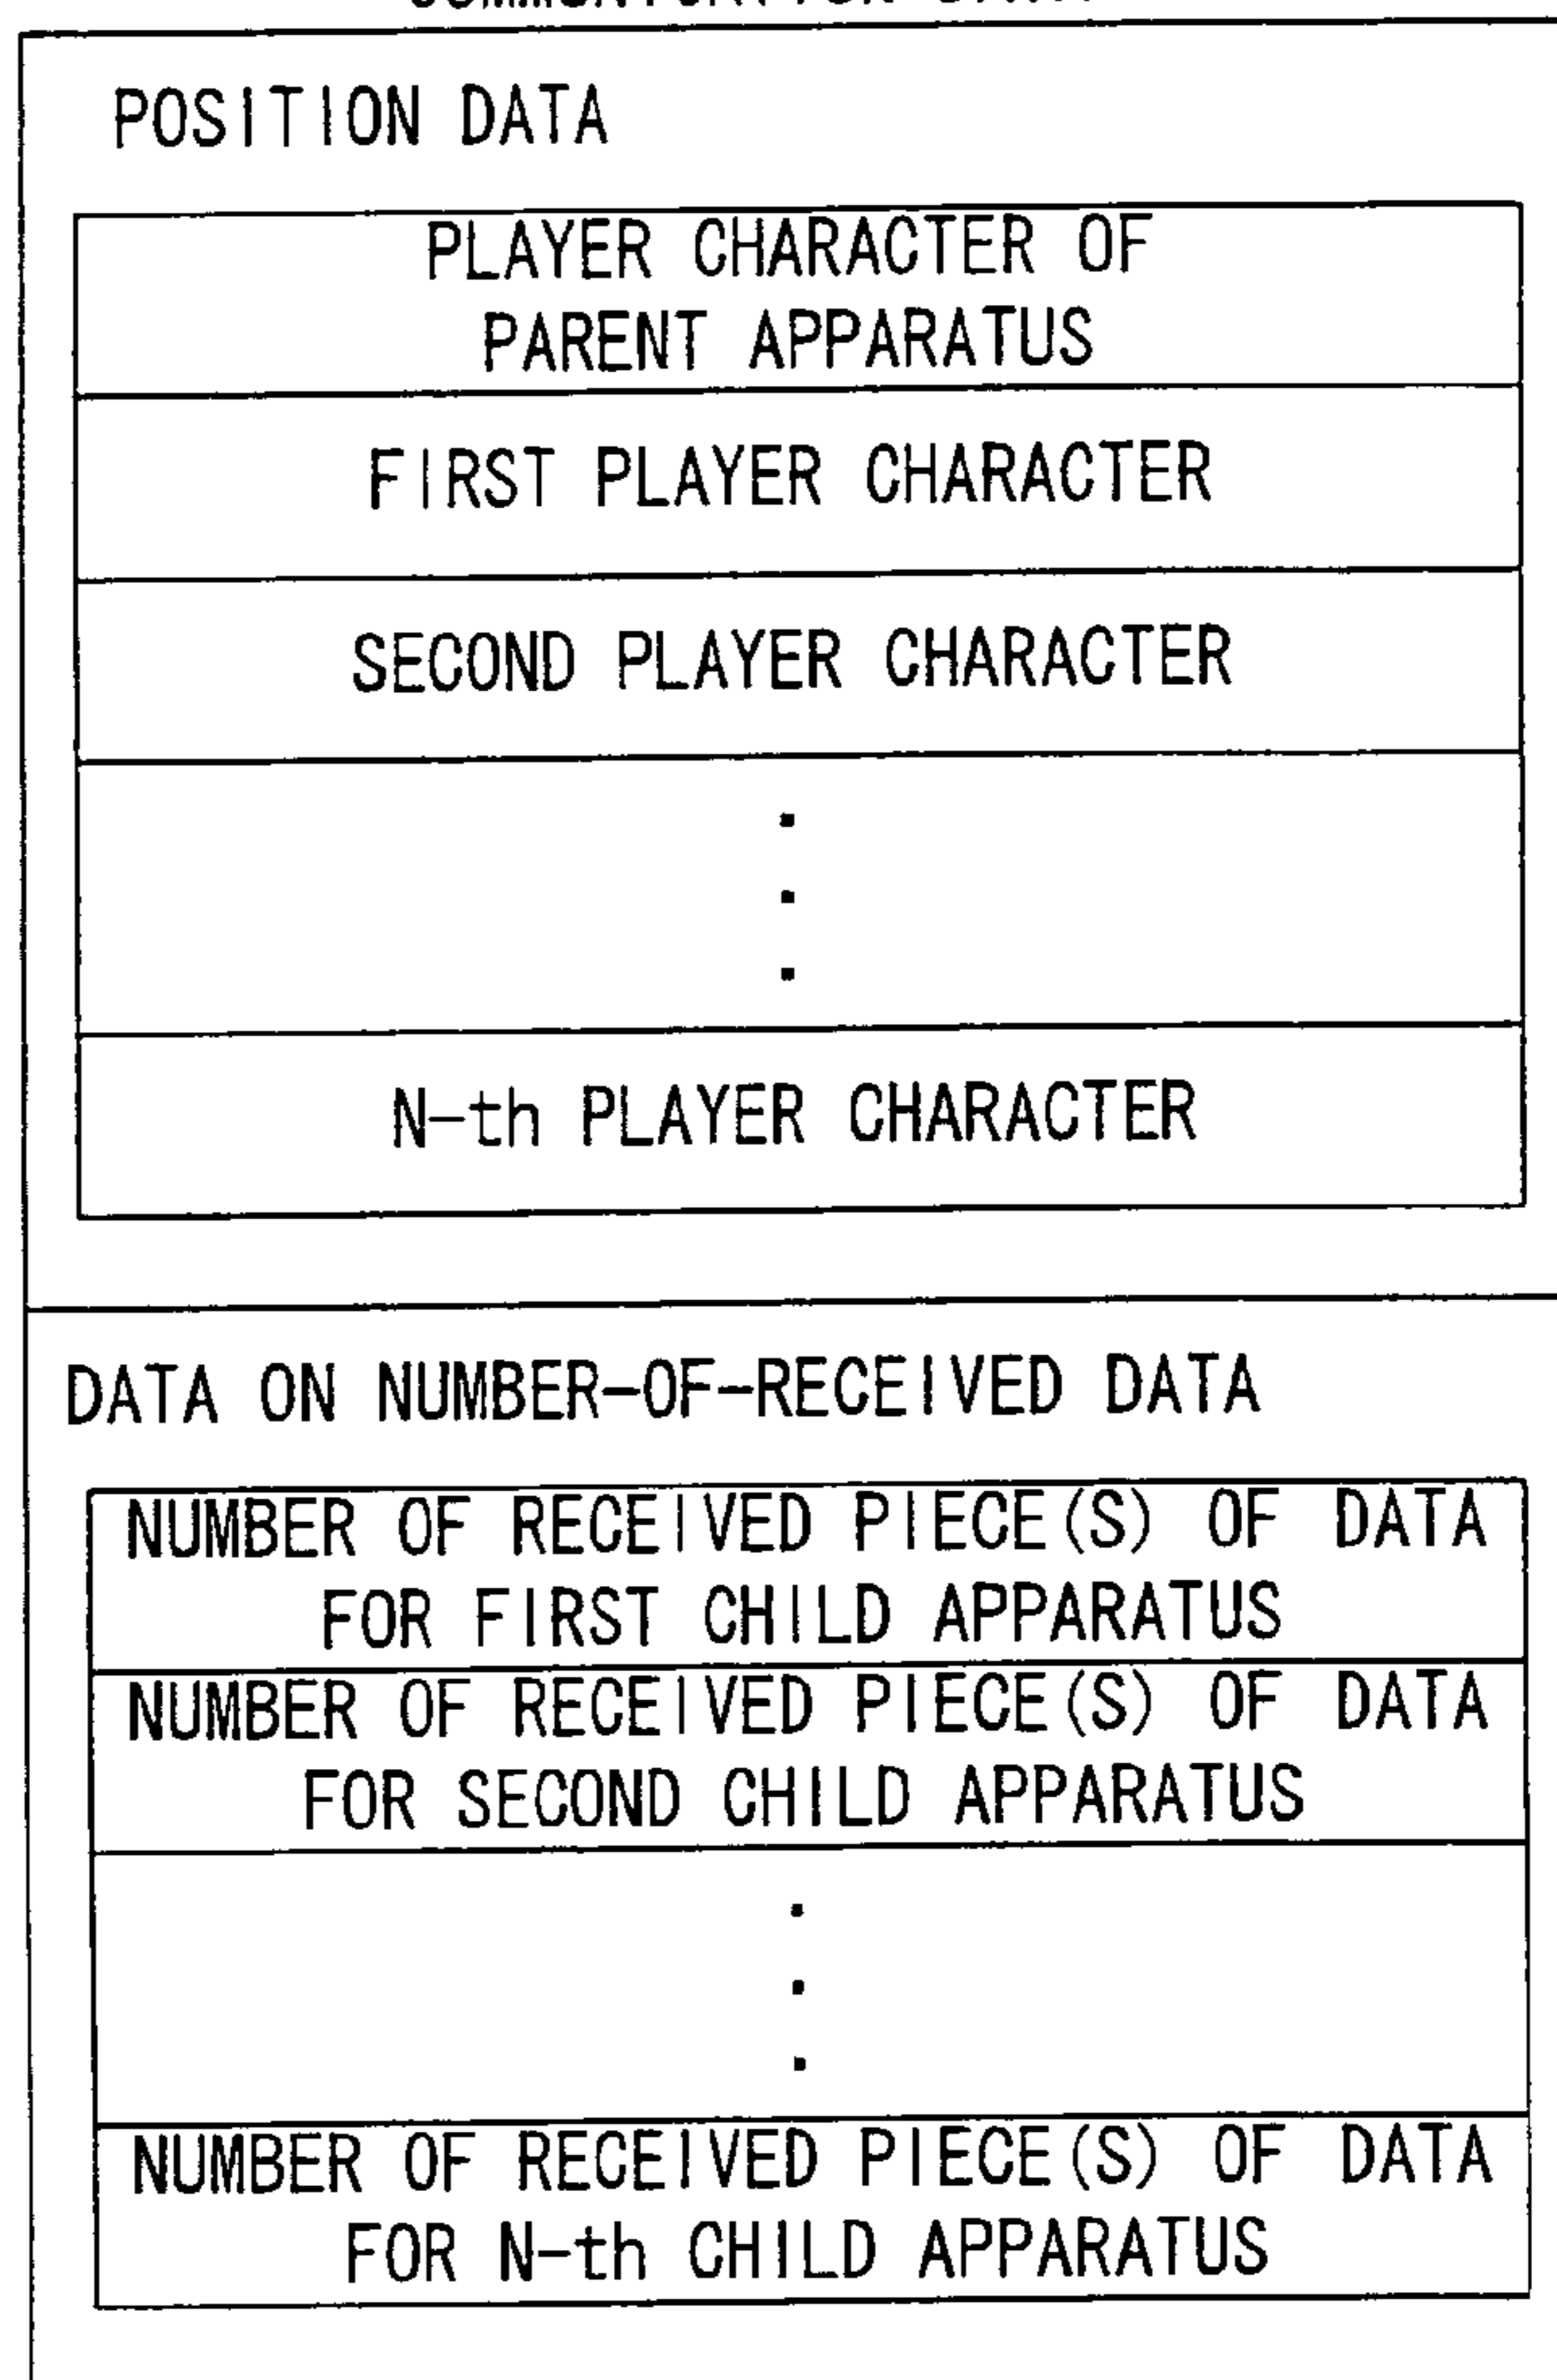 POSITION DATA
PLAYER CHARACTER OF
PARENT APPARATUS
FIRST PLAYER CHARACTER
SECOND PLAYER CHARACTER
N-th PLAYER CHARACTER
DATA ON NUMBER-OF-RECEIVED DATA
NUMBER OF RECEIVED PIECE(S) OF DATA
FOR FIRST CHILD APPARATUS
NUMBER OF RECEIVED PIECE(S) OF DATA
FOR SECOND CHILD APPARATUS
NUMBER OF RECEIVED PIECE(S) OF DATA
FOR N-th CHILD APPARATUS